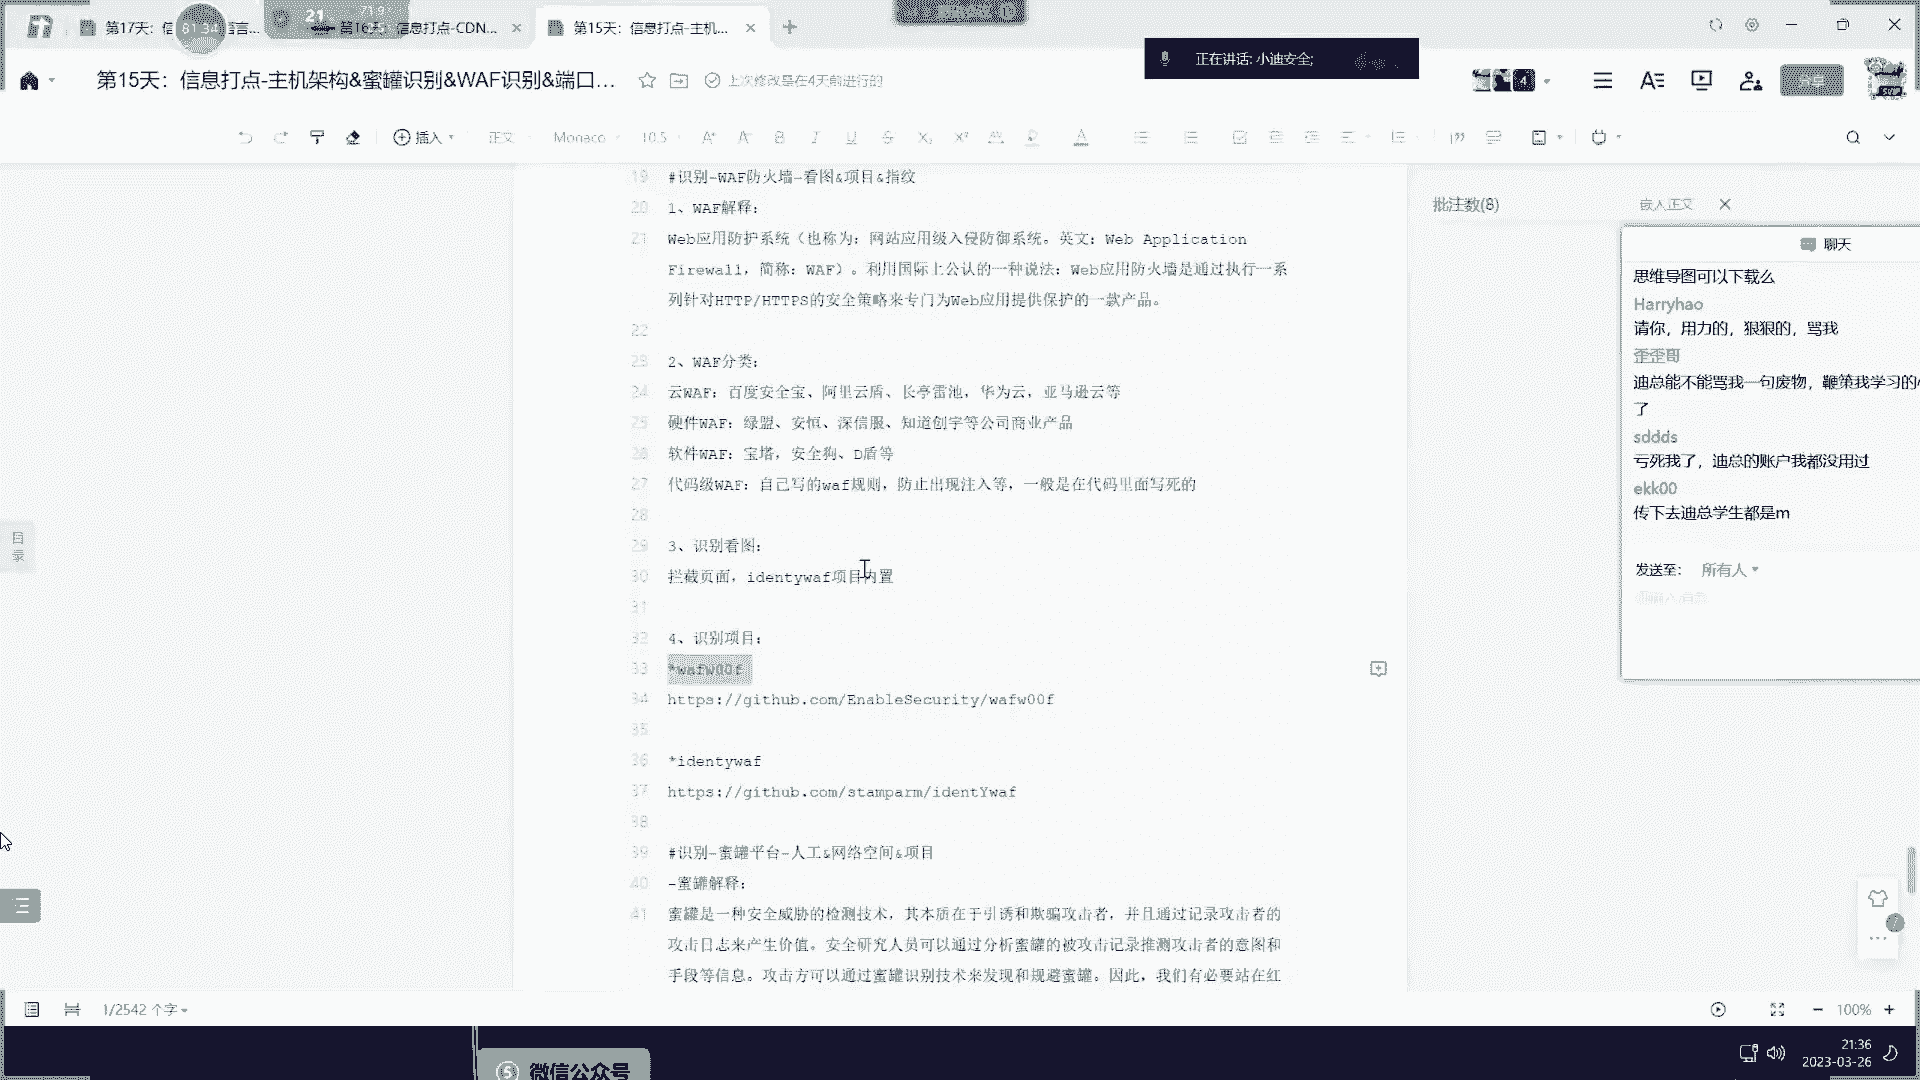 第17天：信
言...
81:34
21
71.9
第16天
信息打点-CDN...
第15天：信息打点-主机...
正在讲话: 小迪安全;
第15天：信息打点-主机架构&蜜罐识别&WAF识别&端口...
上次修改是在4天前进行的
4
分享
插入
正文
Monaco
10.5
19 #识别-WAF防火墙-看图&项目&指纹
20 1、WAF解释：
21 Web应用防护系统（也称为：网站应用级入侵防御系统。英文：Web Application
Firewall，简称：WAF）。利用国际上公认的一种说法：Web应用防火墙是通过执行一系
列针对HTTP/HTTPS的安全策略来专门为Web应用提供保护的一款产品。
22
23 2、WAF分类：
24 云WAF：百度安全宝、阿里云盾、长亭雷池，华为云，亚马逊云等
25 硬件WAF：绿盟、安恒、深信服、知道创宇等公司商业产品
26 软件WAF：宝塔，安全狗、D盾等
27 代码级WAF：自己写的waf规则，防止出现注入等，一般是在代码里面写死的
28
29 3、识别看图：
30 拦截页面，identywaf项目内置
31
32 4、识别项目：
33 *wafw00f
34 https://github.com/EnableSecurity/wafw00f
35
36 *identywaf
37 https://github.com/stamparm/identYwaf
38
39 #识别-蜜罐平台-人工&网络空间&项目
40 -蜜罐解释：
41 蜜罐是一种安全威胁的检测技术，其本质在于引诱和欺骗攻击者，并且通过记录攻击者的
攻击日志来产生价值。安全研究人员可以通过分析蜜罐的被攻击记录推测攻击者的意图和
手段等信息。攻击方可以通过蜜罐识别技术来发现和规避蜜罐。因此，我们有必要站在红
目录
批注数(8)
嵌入正文
聊天
思维导图可以下载么
Harryhao
请你，用力的，狠狠的，骂我
歪歪哥
迪总能不能骂我一句废物，鞭策我学习的
了
sddds
亏死我了，迪总的账户我都没用过
ekk00
传下去迪总学生都是m
发送至： 所有人
7
1/2542 个字
100%
⑤ 微信公众号
21:36
2023-03-26